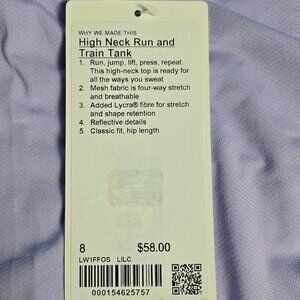 WHY WE MADE THIS
High Neck Run and
Train Tank
1. Run, jump, lift, press, repeat.
This high-neck top is ready for
all the ways you sweat
2. Mesh fabric is four-way stretch
and breathable
3. Added Lycra® fibre for stretch
and shape retention
4. Reflective details
5. Classic fit, hip length
8 $58.00
LW1FFOS LILC
000154625757